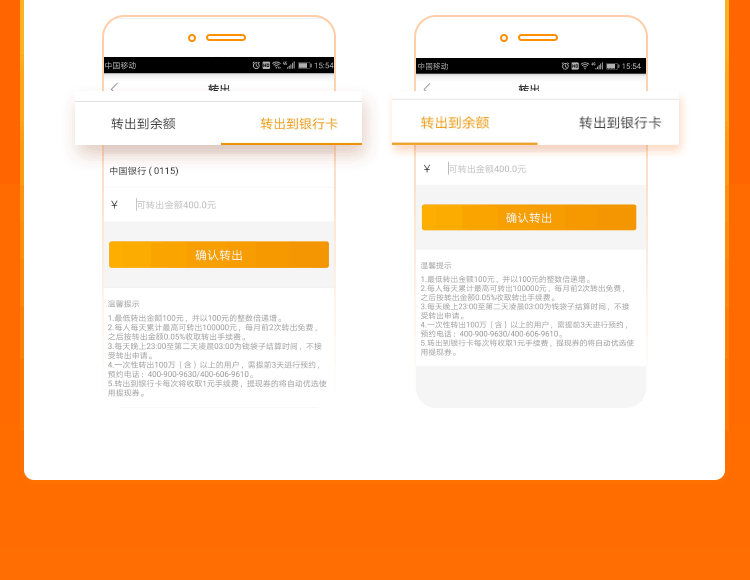 中国移动
15:54
转出
转出到余额
转出到银行卡
中国银行 ( 0115)
¥ 可转出金额400.0元
确认转出
温馨提示
1.最低转出金额100元，并以100元的整数倍递增。
2.每人每天累计最高可转出100000元，每月前2次转出免费，
之后按转出金额0.05%收取转出手续费。
3.每天晚上23:00至第二天凌晨03:00为钱袋子结算时间，不接
受转出申请。
4.一次性转出100万（含）以上的用户，需提前3天进行预约，
预约电话：400-900-9630/400-606-9610。
5.转出到银行卡每次将收取1元手续费，提现券的将自动优选使
用提现券。
中国移动
15:54
转出
转出到余额
转出到银行卡
¥ 可转出金额400.0元
确认转出
温馨提示
1.最低转出金额100元，并以100元的整数倍递增。
2.每人每天累计最高可转出100000元，每月前2次转出免费，
之后按转出金额0.05%收取转出手续费。
3.每天晚上23:00至第二天凌晨03:00为钱袋子结算时间，不接
受转出申请。
4.一次性转出100万（含）以上的用户，需提前3天进行预约，
预约电话：400-900-9630/400-606-9610。
5.转出到银行卡每次将收取1元手续费，提现券的将自动优选使
用提现券。